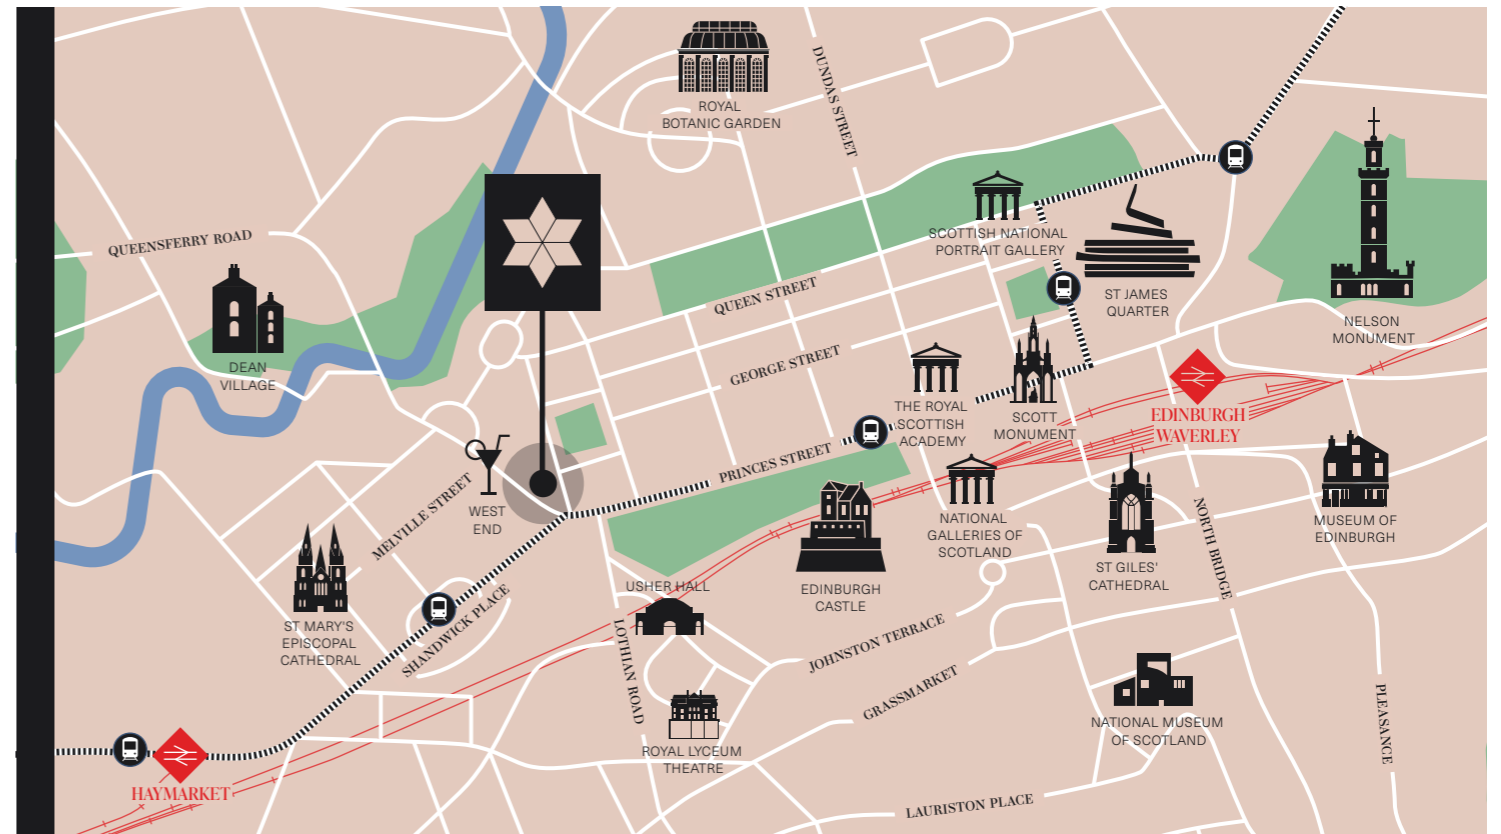 ROYAL
BOTANIC GARDEN
DUNDAS STREET
QUEENSFERRY ROAD
SCOTTISH NATIONAL
PORTRAIT GALLERY
QUEEN STREET
ST JAMES
QUARTER
NELSON
MONUMENT
DEAN
VILLAGE
GEORGE STREET
THE ROYAL
SCOTTISH
ACADEMY
SCOTT
MONUMENT
EDINBURGH
WAVERLEY
PRINCES STREET
MELVILLE STREET
WEST
END
NATIONAL
GALLERIES OF
SCOTLAND
NORTH BRIDGE
MUSEUM OF
EDINBURGH
ST GILES'
CATHEDRAL
USHER HALL
EDINBURGH
CASTLE
ST MARY'S
EPISCOPAL
CATHEDRAL
SHANDWICK PLACE
LOTHIAN ROAD
JOHNSTON TERRACE
GRASSMARKET
PLEASANCE
NATIONAL MUSEUM
OF SCOTLAND
ROYAL LYCEUM
THEATRE
HAYMARKET
LAURISTON PLACE